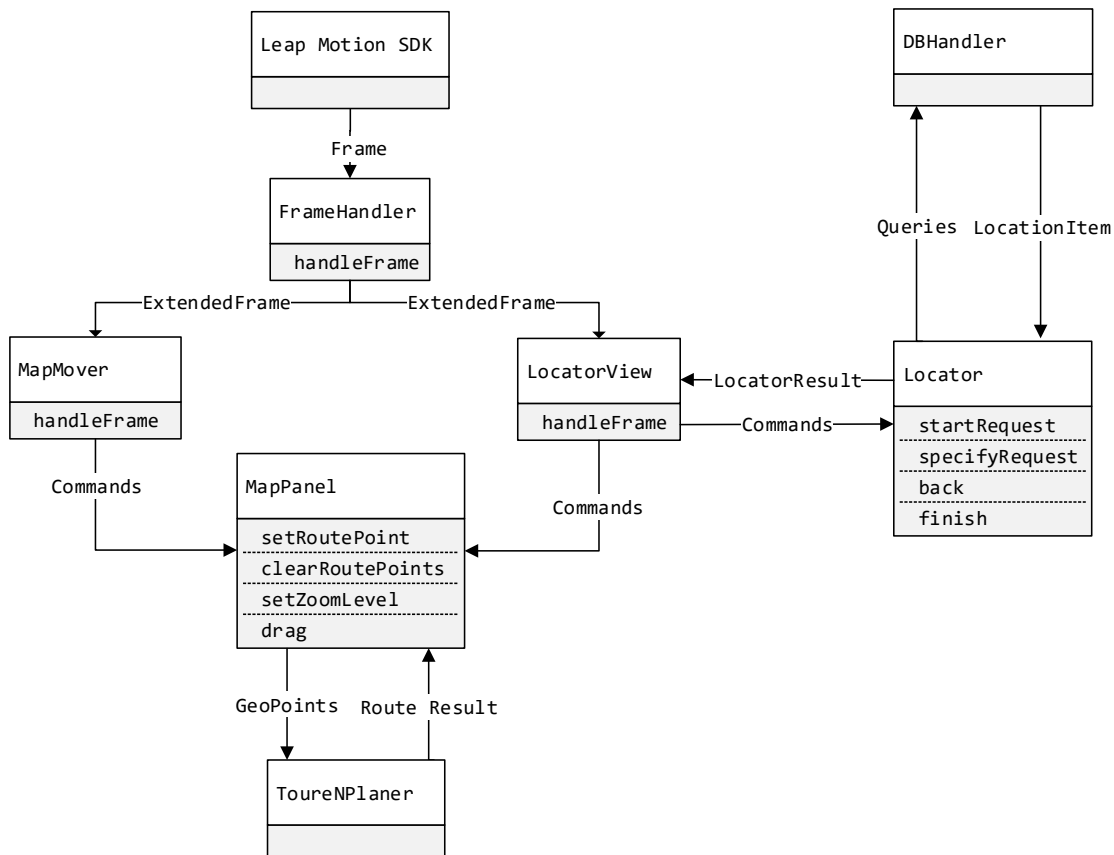 Leap Motion SDK
DBHandler
Frame
FrameHandler
handleFrame
Queries
LocationItem
ExtendedFrame
ExtendedFrame
MapMover
handleFrame
LocatorView
handleFrame
LocatorResult
Commands
Locator
startRequest
specifyRequest
back
finish
Commands
Commands
MapPanel
setRoutePoint
clearRoutePoints
setZoomLevel
drag
GeoPoints
Route Result
ToureNPlaner